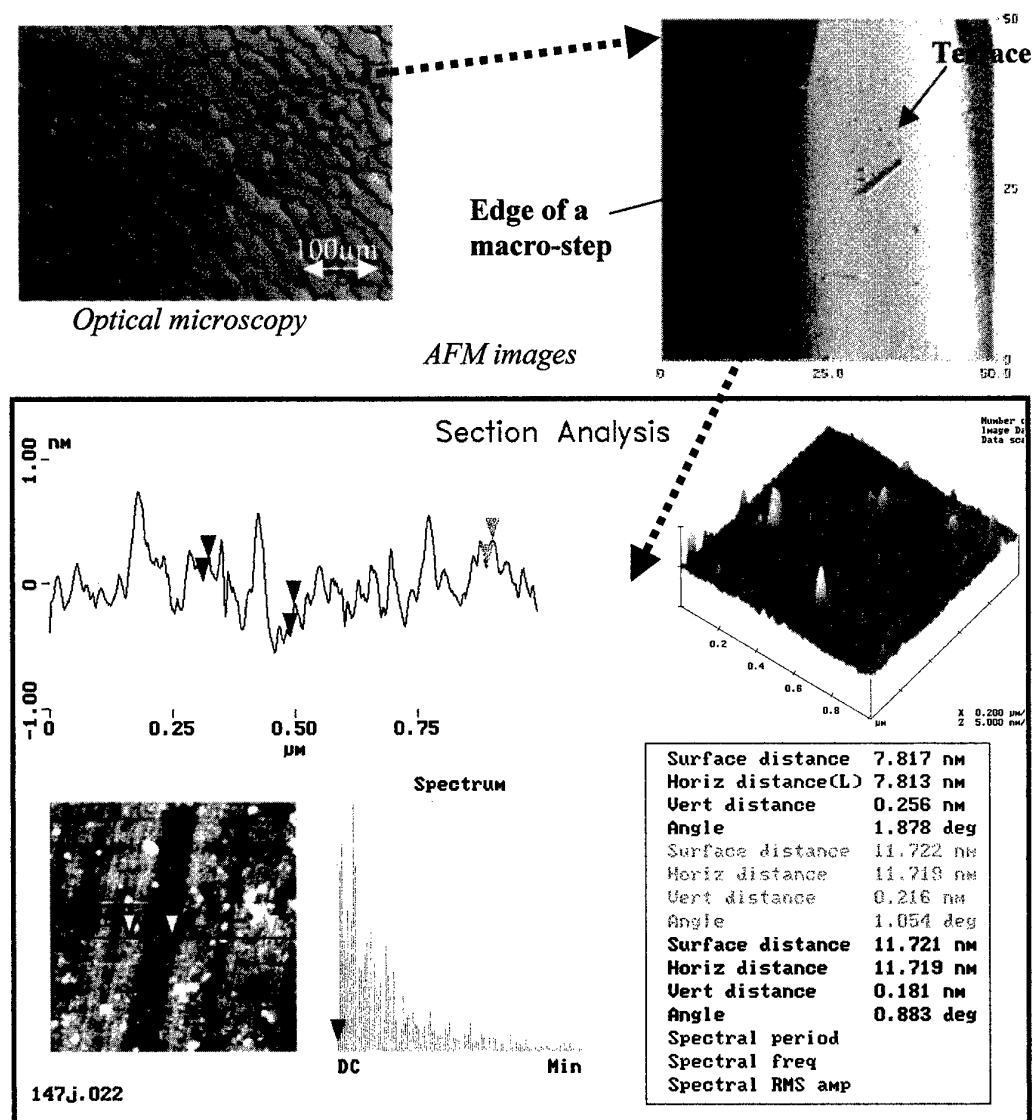 100µm
Optical microscopy
AFM images
Edge of a
macro-step
Terrace
50
25
0
0 25.0 50.0
Section Analysis
1.00 nM
0
-1.00
0 0.25 0.50 0.75
µM
Spectrum
DC Min
147j.022
Number
Image
Data
0.2
0.4
0.6
0.8
µM
X 0.200
Z 5.000
Surface distance 7.817 nM
Horiz distance(L) 7.813 nM
Vert distance 0.256 nM
Angle 1.878 deg
Surface distance 11.722 nM
Horiz distance 11.719 nM
Vert distance 0.216 nM
Angle 1.054 deg
Surface distance 11.721 nM
Horiz distance 11.719 nM
Vert distance 0.181 nM
Angle 0.883 deg
Spectral period
Spectral freq
Spectral RMS amp